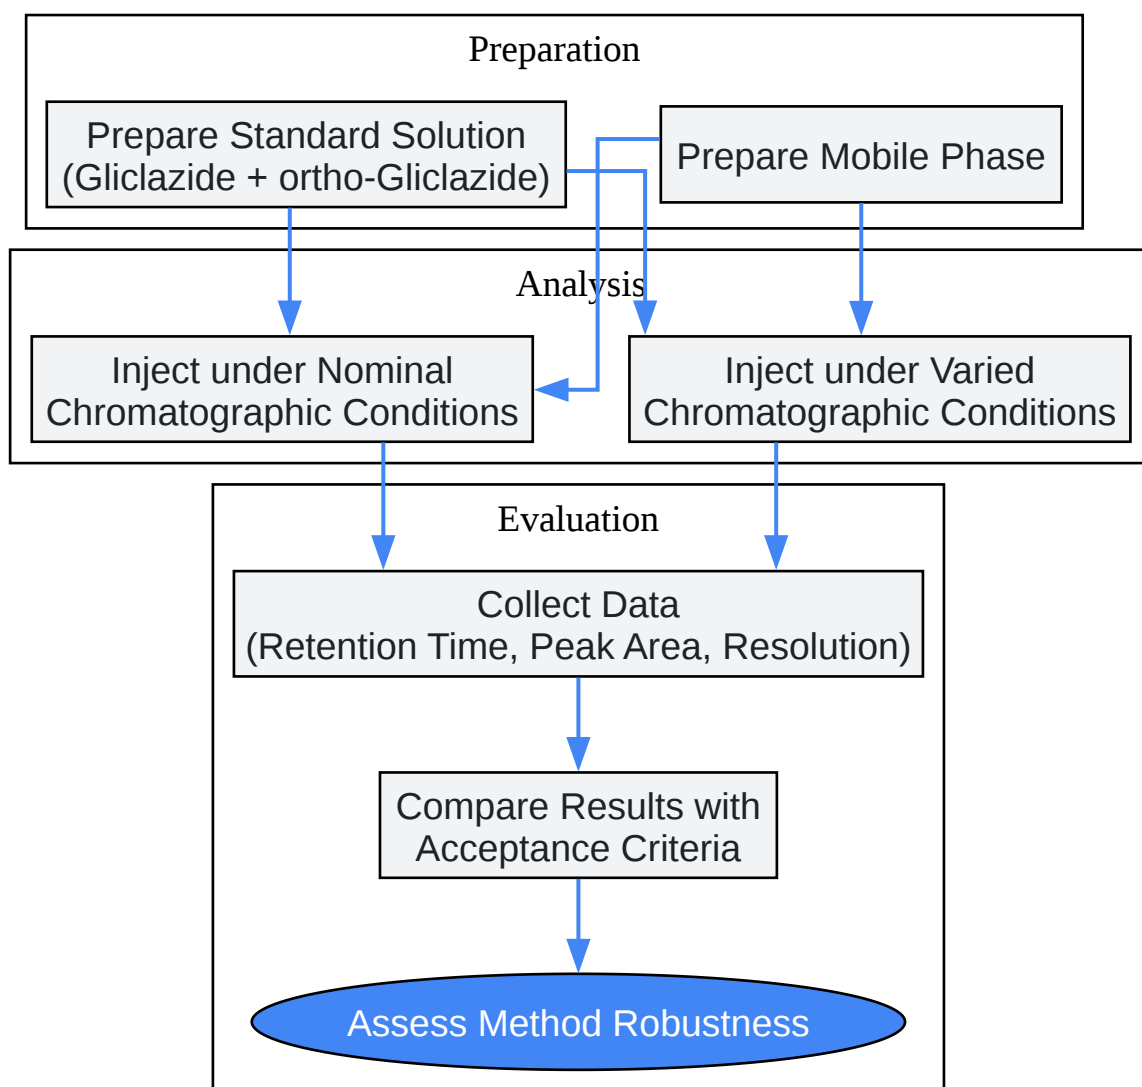 Preparation
Prepare Standard Solution
(Gliclazide + ortho-Gliclazide)
Prepare Mobile Phase
Analysis
Inject under Nominal
Chromatographic Conditions
Inject under Varied
Chromatographic Conditions
Evaluation
Collect Data
(Retention Time, Peak Area, Resolution)
Compare Results with
Acceptance Criteria
Assess Method Robustness